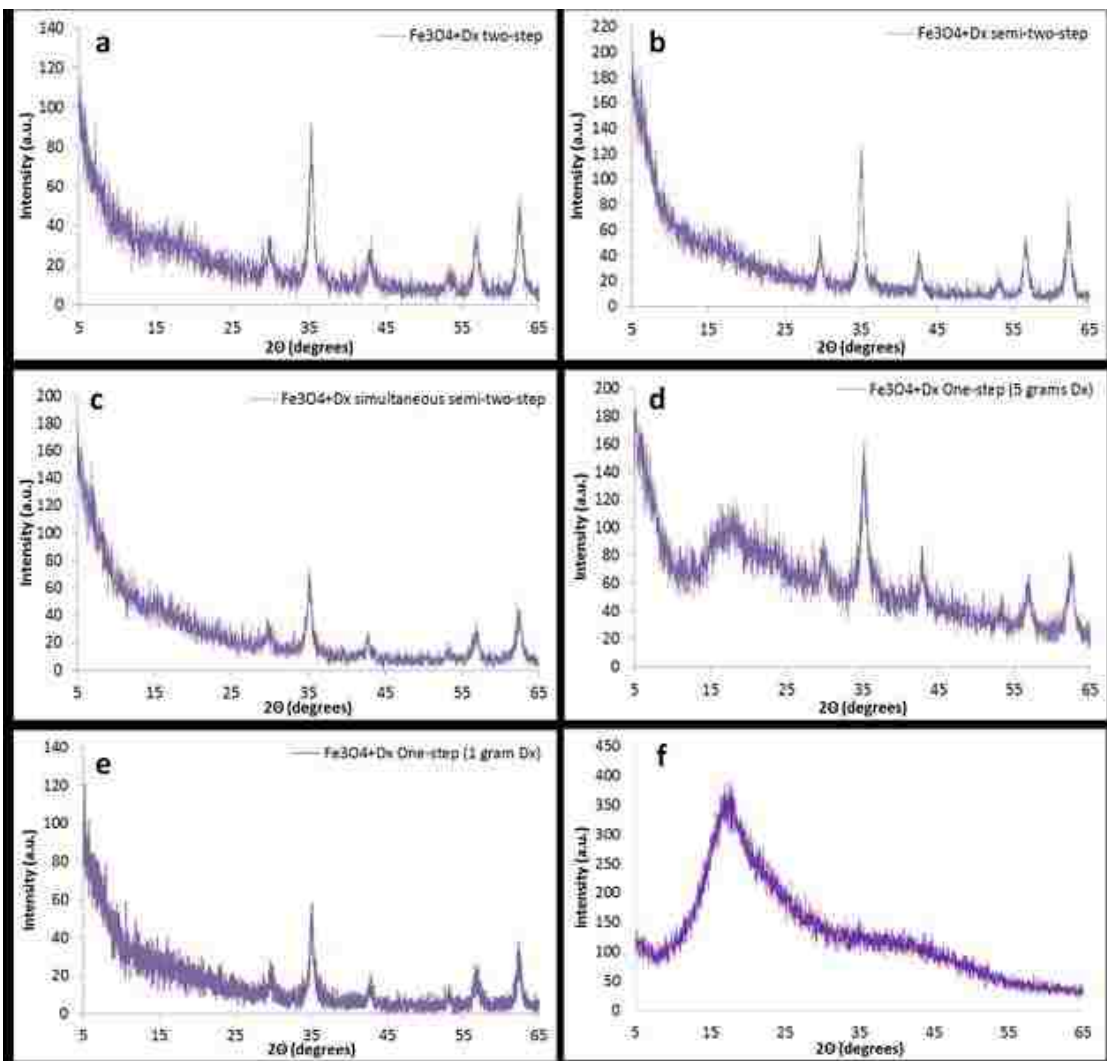 a
Fe3O4+Dx two-step
Intensity (a.u.)
140
120
100
80
60
40
20
0
5 15 25 35 45 55 65
2Θ (degrees)
b
Fe3O4+Dx semi-two-step
Intensity (a.u.)
220
200
180
160
140
120
100
80
60
40
20
0
5 15 25 35 45 55 65
2Θ (degrees)
c
Fe3O4+Dx simultaneous semi-two-step
Intensity (a.u.)
200
180
160
140
120
100
80
60
40
20
0
5 15 25 35 45 55 65
2Θ (degrees)
d
Fe3O4+Dx One-step (5 grams Dx)
Intensity (a.u.)
200
180
160
140
120
100
80
60
40
20
0
5 15 25 35 45 55 65
2Θ (degrees)
e
Fe3O4+Dx One-step (1 gram Dx)
Intensity (a.u.)
140
120
100
80
60
40
20
0
5 15 25 35 45 55 65
2Θ (degrees)
f
Intensity (a.u.)
450
400
350
300
250
200
150
100
50
0
5 15 25 35 45 55 65
2Θ (degrees)